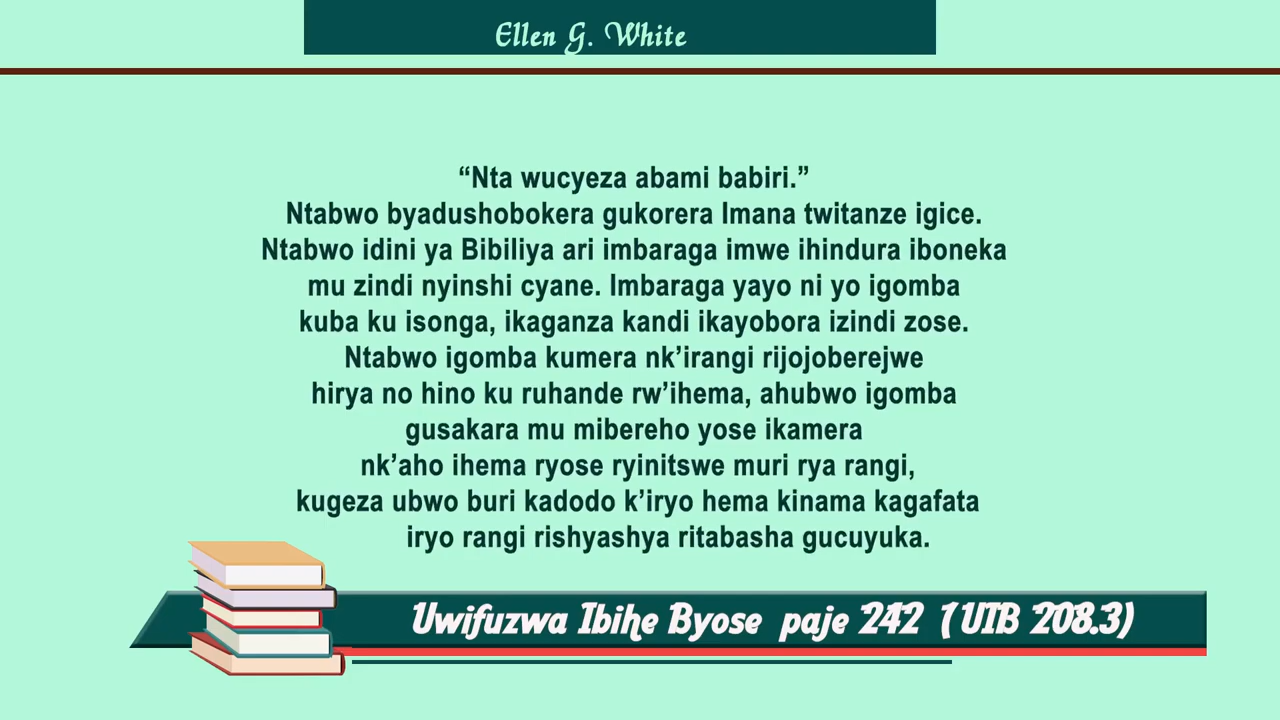 Ellen G. White
“Nta wucyeza abami babiri.”
Ntabwo byadushobokera gukorera Imana twitanze igice.
Ntabwo idini ya Bibiliya ari imbaraga imwe ihindura iboneka
mu zindi nyinshi cyane. Imbaraga yayo ni yo igomba
kuba ku isonga, ikaganza kandi ikayobora izindi zose.
Ntabwo igomba kumera nk’irangi rijojoberejwe
hirya no hino ku ruhande rw’ihema, ahubwo igomba
gusakara mu mibereho yose ikamera
nk’aho ihema ryose ryinitswe muri rya rangi,
kugeza ubwo buri kadodo k’iryo hema kinama kagafata
iryo rangi rishyashya ritabasha gucuyuka.
Uwifuzwa Ibihe Byose paje 242 (UIB 208.3)